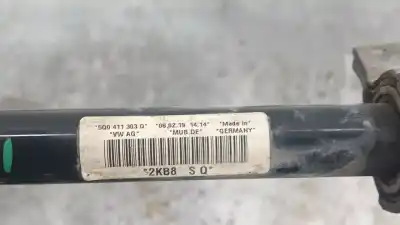 "5Q0 411 303 G" "06.02.19 14.14" "Made in"
"VW AG" "MUB.DE" "GERMANY"
"2KB8 S Q"